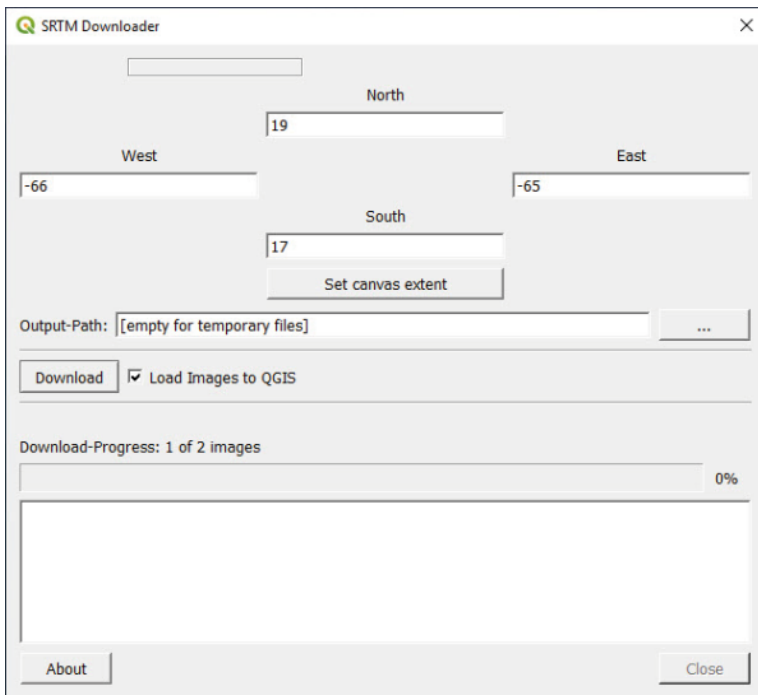 SRTM Downloader
North
19
West
East
-66
-65
South
17
Set canvas extent
Output-Path: [empty for temporary files] ...
Download Load Images to QGIS
Download-Progress: 1 of 2 images
0%
About Close